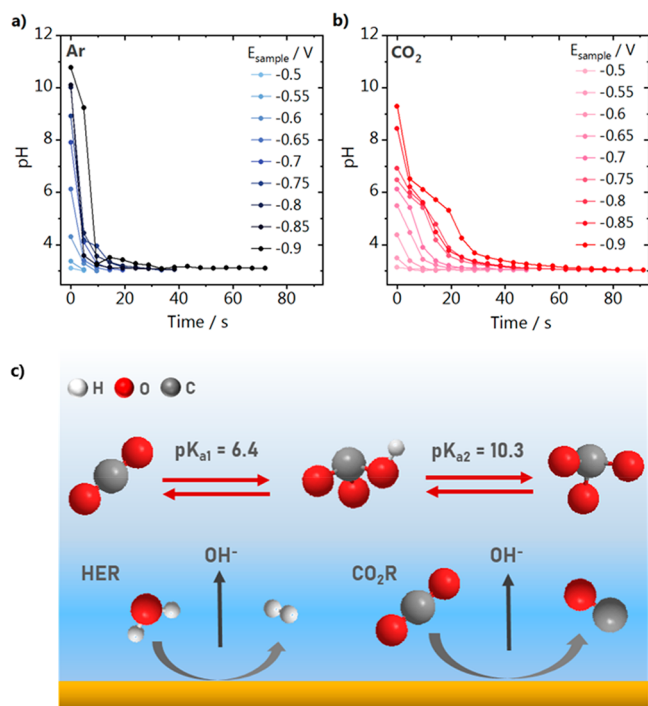 a)
12
10
8
6
4
pH
Ar
E_sample / V
-0.5
-0.55
-0.6
-0.65
-0.7
-0.75
-0.8
-0.85
-0.9
0 20 40 60 80
Time / s
b)
12
10
8
6
4
pH
CO₂
E_sample / V
-0.5
-0.55
-0.6
-0.65
-0.7
-0.75
-0.8
-0.85
-0.9
0 20 40 60 80
Time / s
c)
H O C
pKₐ₁ = 6.4 pKₐ₂ = 10.3
HER OH⁻ CO₂R OH⁻